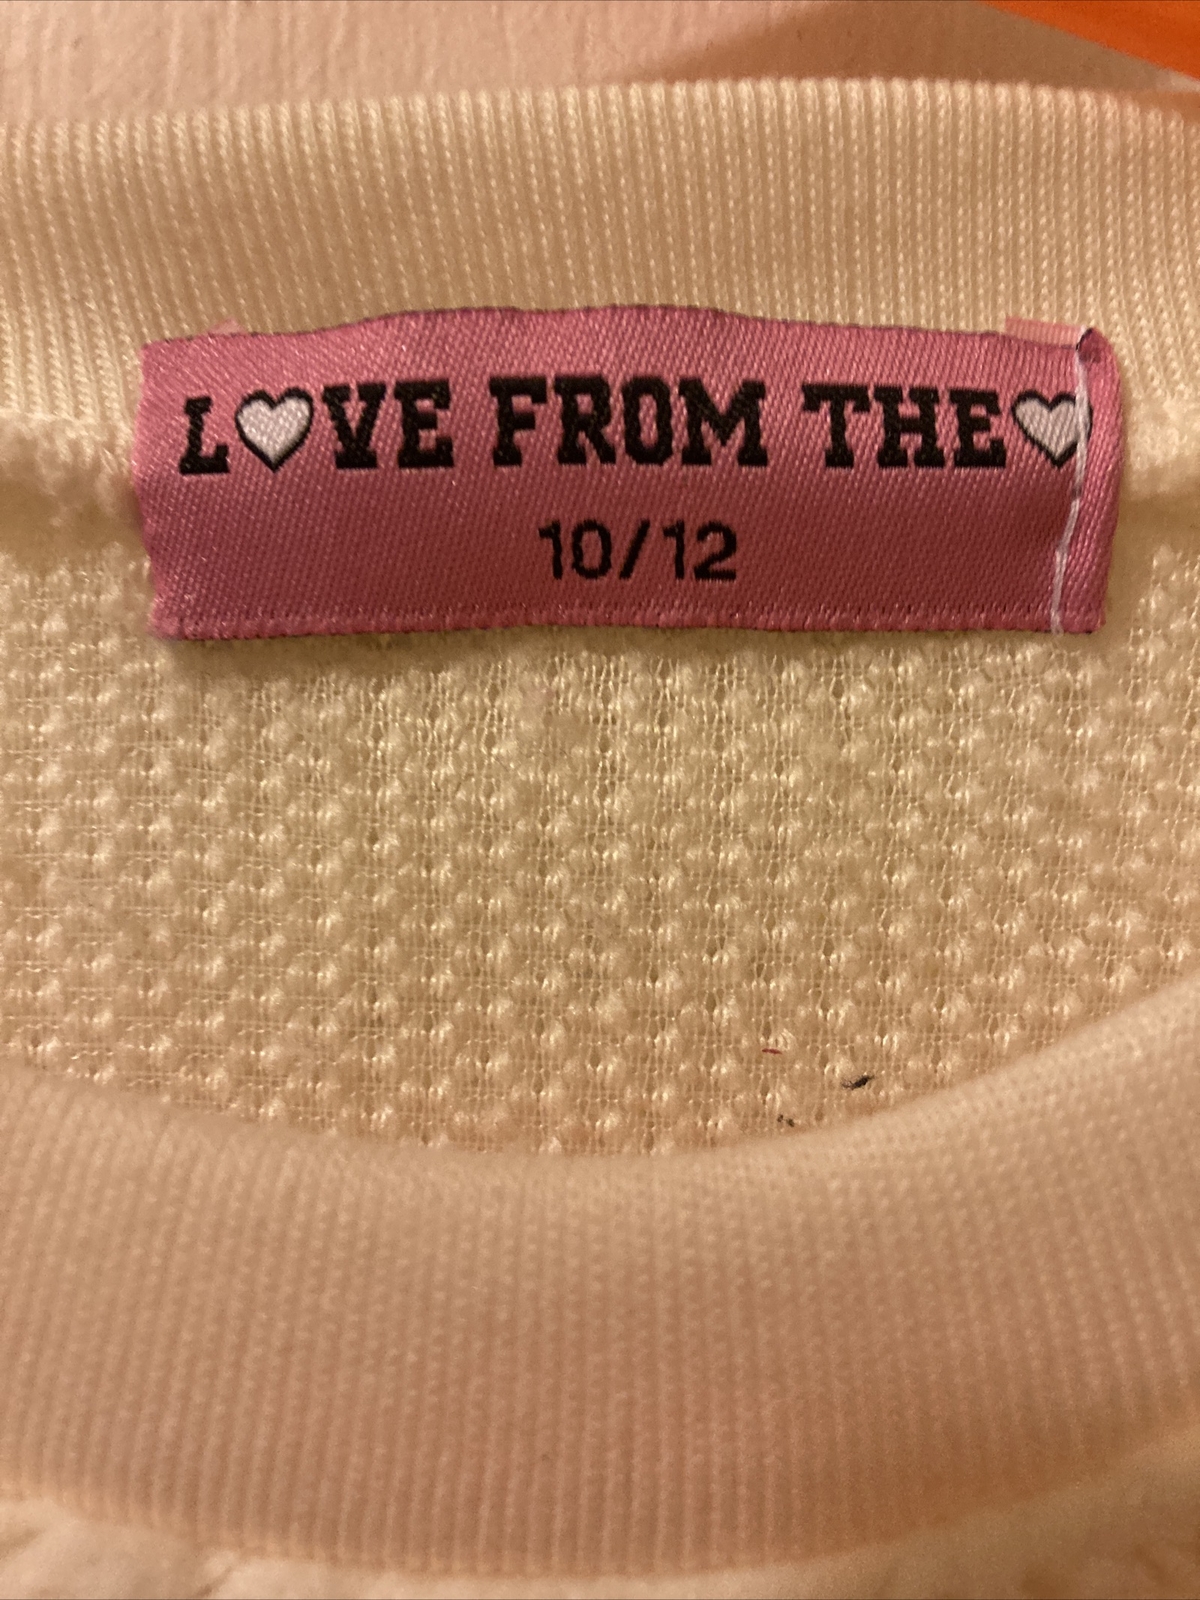 L♡VE FROM THE♡
10/12